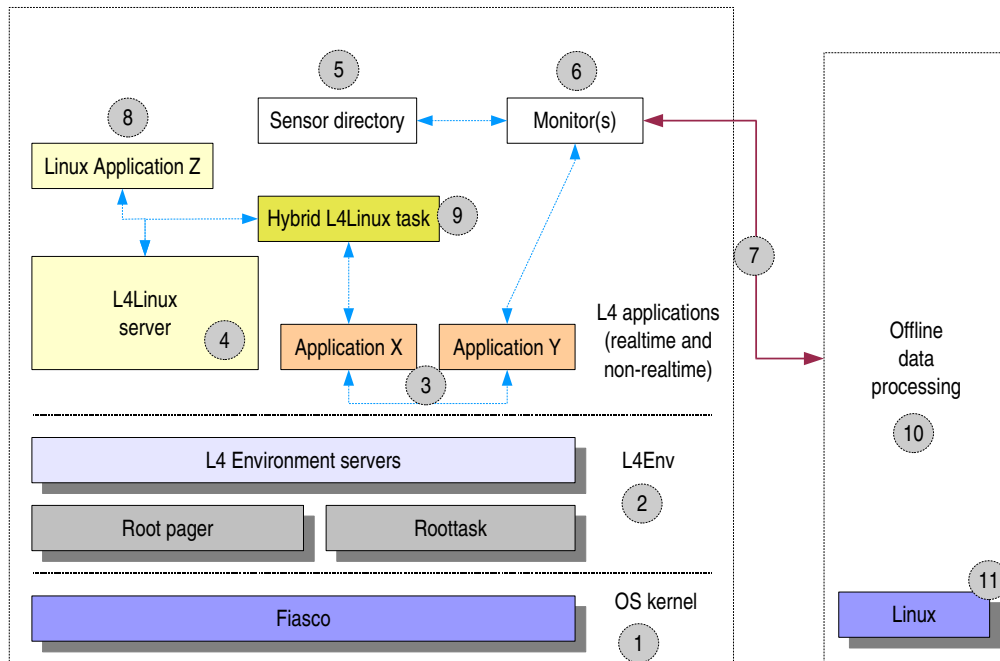 5
6
8
Sensor directory
Monitor(s)
Linux Application Z
Hybrid L4Linux task
9
7
L4Linux
server
4
L4 applications
(realtime and
non-realtime)
Application X
Application Y
3
Offline
data
processing
10
L4 Environment servers
L4Env
2
Root pager
Roottask
OS kernel
Fiasco
1
11
Linux